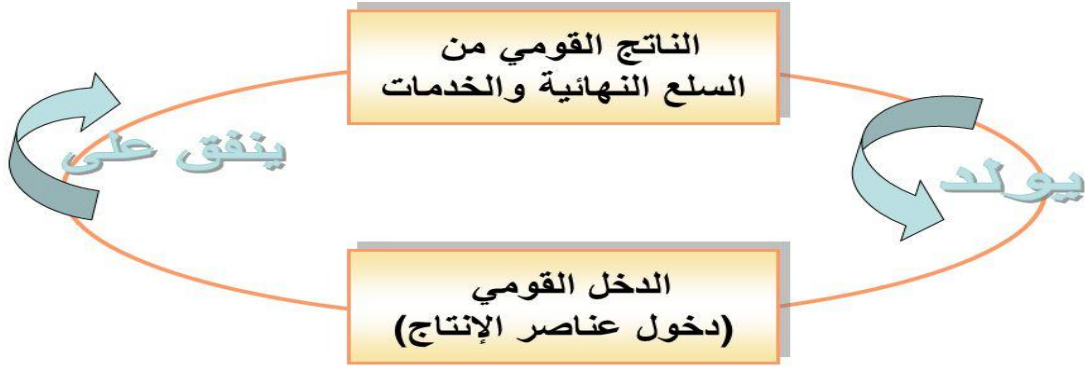 الناتج القومي من
السلع النهائية والخدمات
يولد
ينفق على
الدخل القومي
(دخول عناصر الإنتاج)